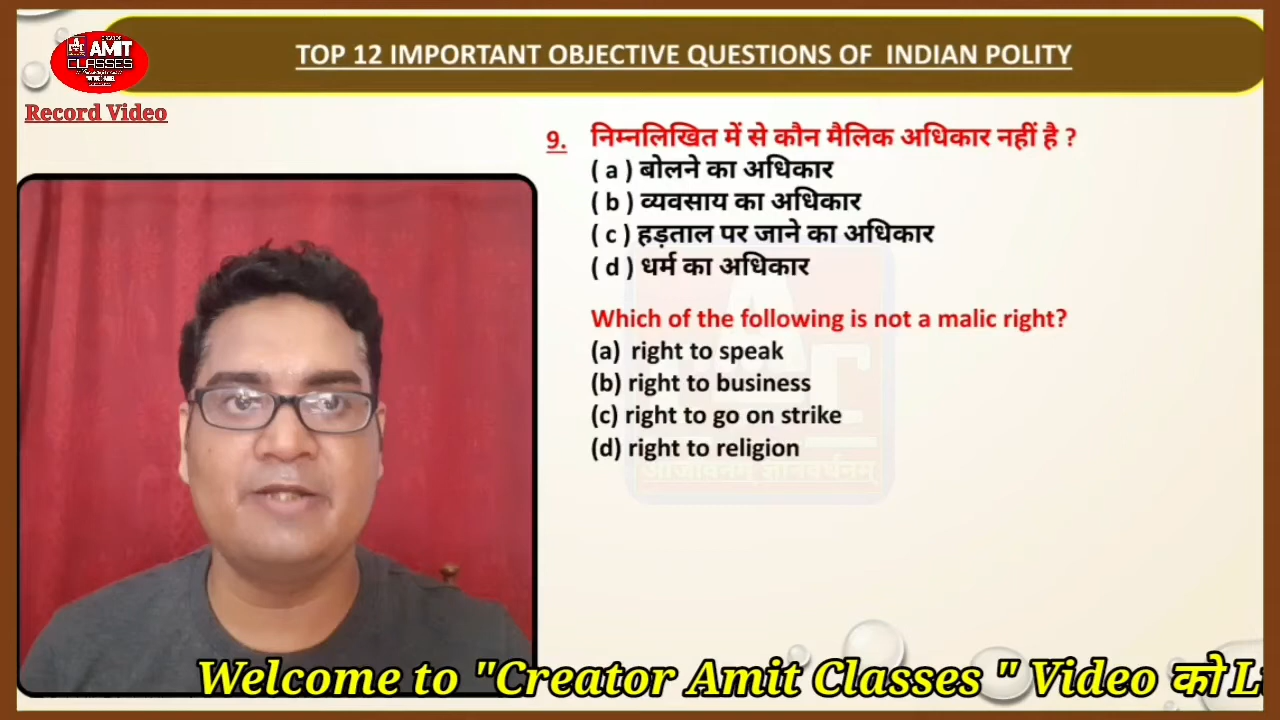 TOP 12 IMPORTANT OBJECTIVE QUESTIONS OF INDIAN POLITY
AMIT
CLASSES
Record Video
9. निम्नलिखित में से कौन मैलिक अधिकार नहीं है ?
( a ) बोलने का अधिकार
( b ) व्यवसाय का अधिकार
( c ) हड़ताल पर जाने का अधिकार
( d ) धर्म का अधिकार
Which of the following is not a malic right?
(a) right to speak
(b) right to business
(c) right to go on strike
(d) right to religion
Welcome to "Creator Amit Classes " Video को